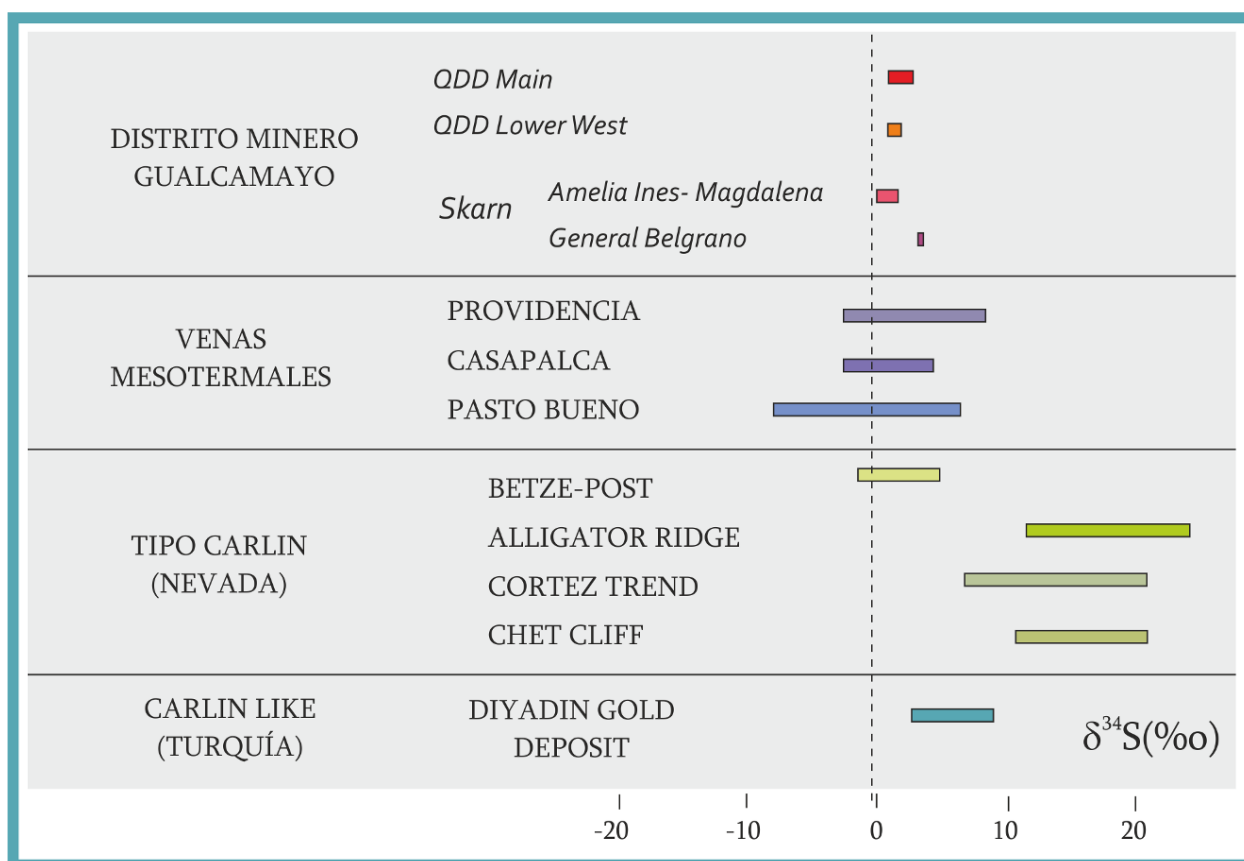 DISTRITO MINERO
GUALCAMAYO
QDD Main
QDD Lower West
Skarn
Amelia Ines- Magdalena
General Belgrano
VENAS
MESOTERMALES
PROVIDENCIA
CASAPALCA
PASTO BUENO
TIPO CARLIN
(NEVADA)
BETZE-POST
ALLIGATOR RIDGE
CORTEZ TREND
CHET CLIFF
CARLIN LIKE
(TURQUÍA)
DIYADIN GOLD
DEPOSIT
δ³⁴S(‰)
-20 -10 0 10 20